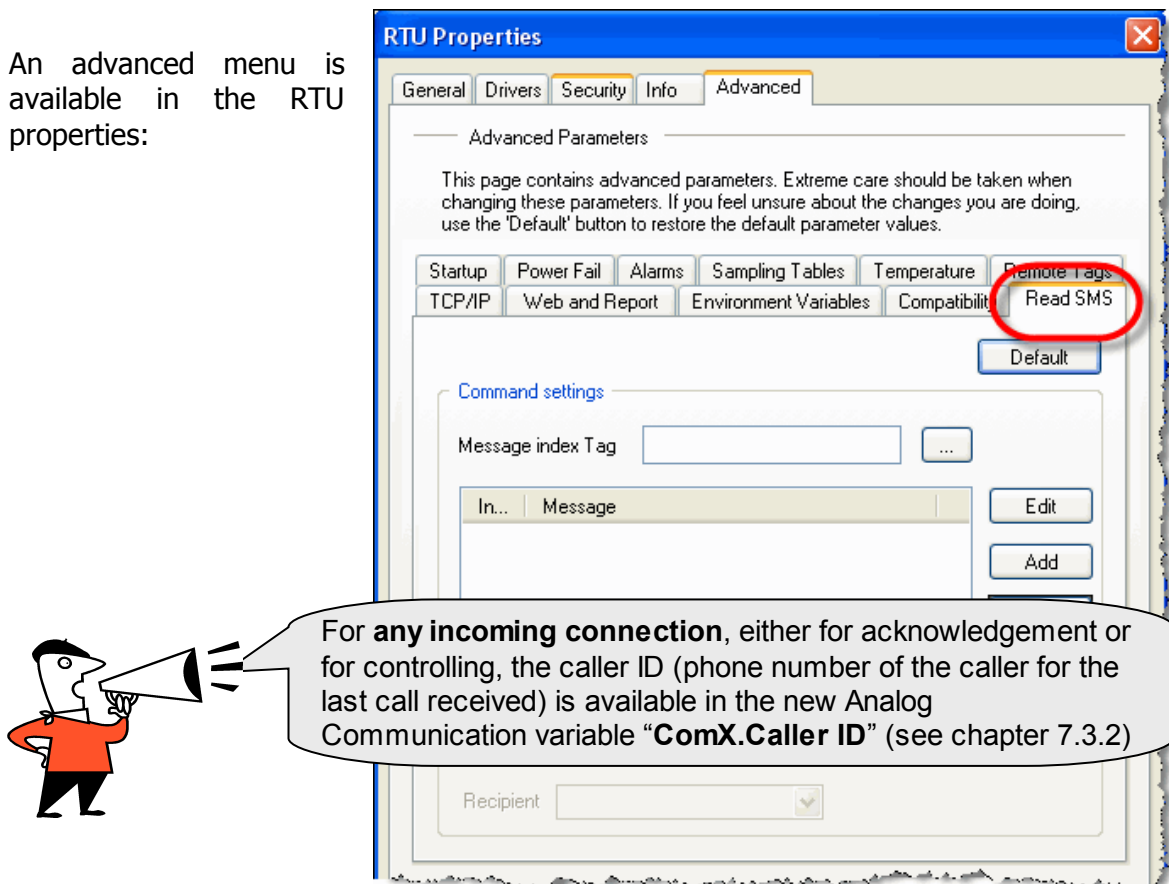 An advanced menu is
available in the RTU
properties:
RTU Properties
General Drivers Security Info Advanced
Advanced Parameters
This page contains advanced parameters. Extreme care should be taken when
changing these parameters. If you feel unsure about the changes you are doing,
use the 'Default' button to restore the default parameter values.
Startup Power Fail Alarms Sampling Tables Temperature Remote Tags
TCP/IP Web and Report Environment Variables Compatibility Read SMS
Default
Command settings
Message index Tag ...
In... Message
Edit
Add
For any incoming connection, either for acknowledgement or
for controlling, the caller ID (phone number of the caller for the
last call received) is available in the new Analog
Communication variable “ComX.Caller ID” (see chapter 7.3.2)
Recipient